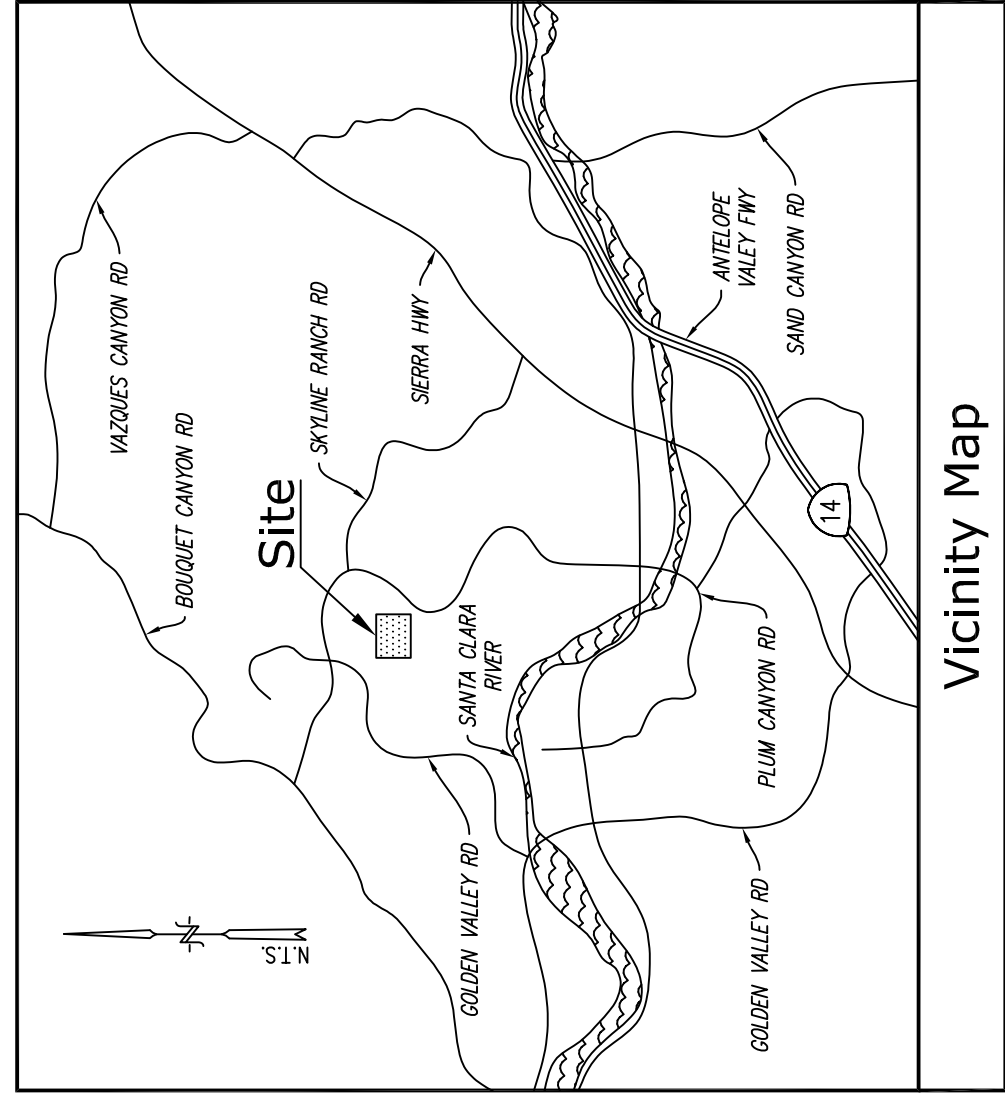 VAZQUES CANYON RD
BOUQUET CANYON RD
Site
SKYLINE RANCH RD
SIERRA HWY
SANTA CLARA
RIVER
GOLDEN VALLEY RD
N.T.S.
N
ANTELOPE
VALEY FWY
SAND CANYON RD
14
PLUM CANYON RD
GOLDEN VALLEY RD
Vicinity Map